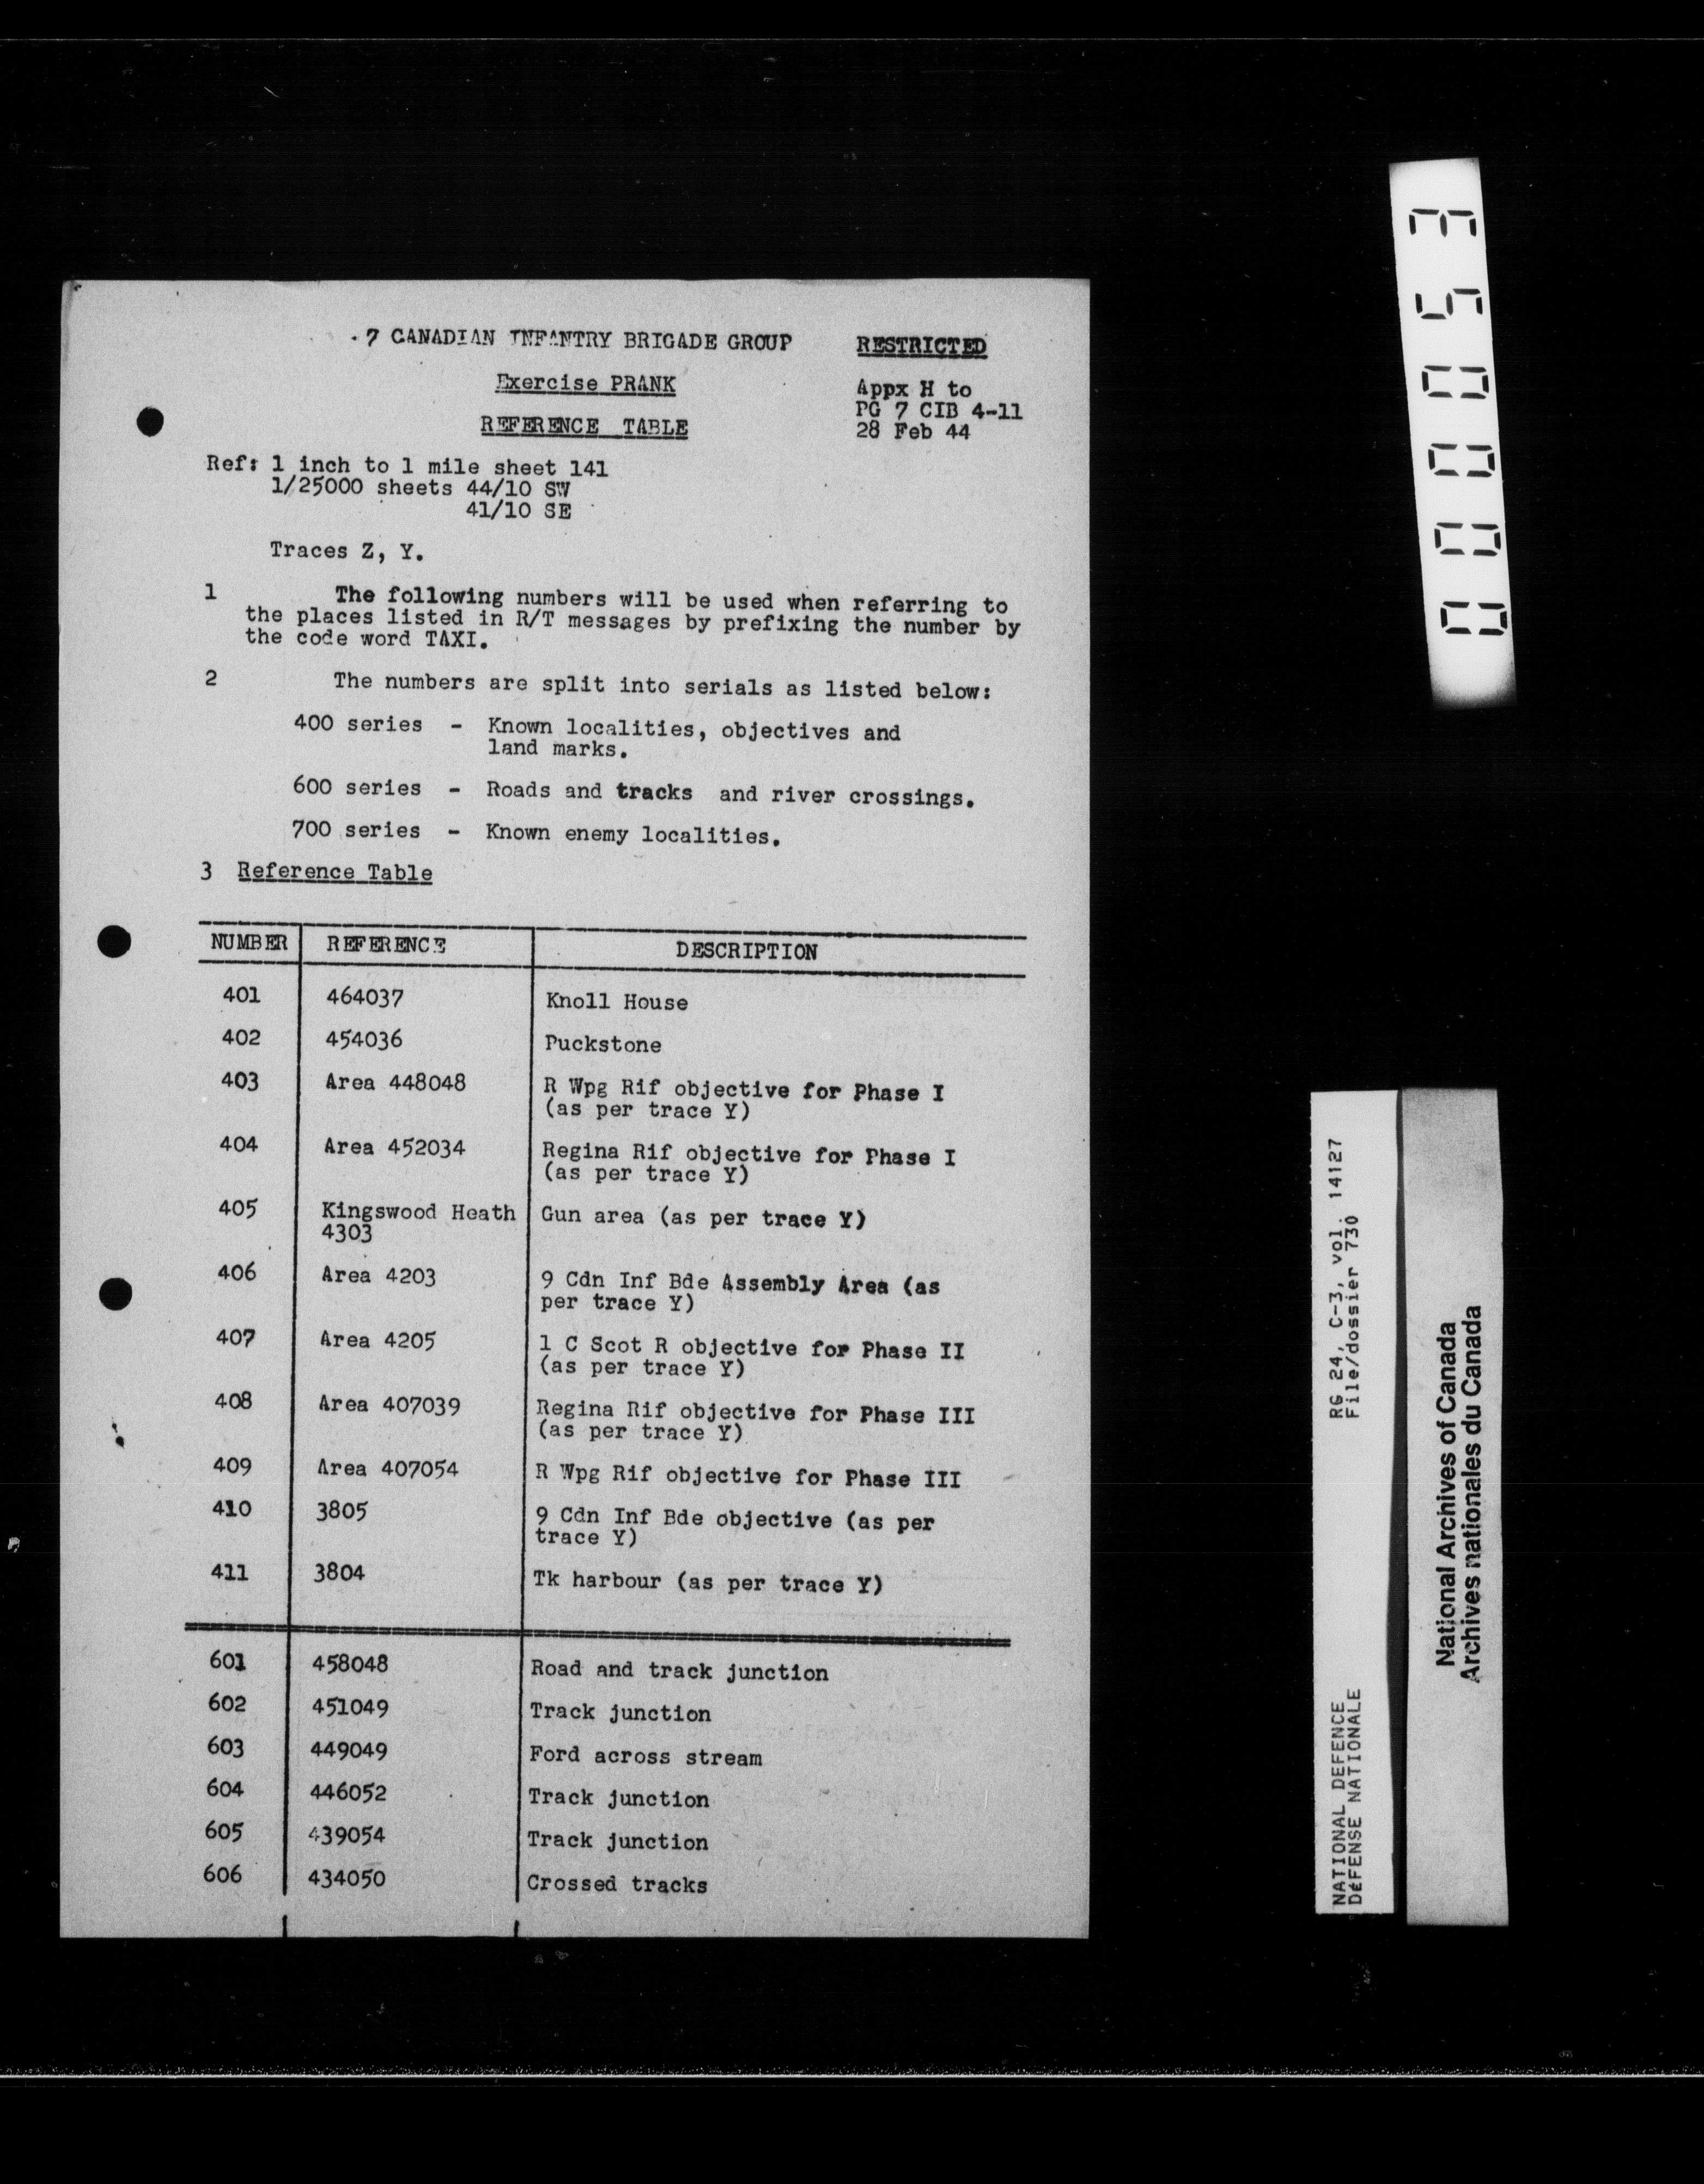 7 CANADIAN INFANTRY BRIGADE GROUP
RESTRICTED
Exercise PRANK
Appx H to
PG 7 CIB 4-11
28 Feb 44
REFERENCE TABLE
Ref: 1 inch to 1 mile sheet 141
1/25000 sheets 44/10 SW
41/10 SE
Traces Z, Y.
1 The following numbers will be used when referring to
the places listed in R/T messages by prefixing the number by
the code word TAXI.
2 The numbers are split into serials as listed below:
400 series - Known localities, objectives and
land marks.
600 series - Roads and tracks and river crossings.
700 series - Known enemy localities.
3 Reference Table
NUMBER REFERENCE DESCRIPTION
401 464037 Knoll House
402 454036 Puckstone
403 Area 448048 R Wpg Rif objective for Phase I
(as per trace Y)
404 Area 452034 Regina Rif objective for Phase I
(as per trace Y)
405 Kingswood Heath Gun area (as per trace Y)
4303
406 Area 4203 9 Cdn Inf Bde Assembly Area (as
per trace Y)
407 Area 4205 1 C Scot R objective for Phase II
(as per trace Y)
408 Area 407039 Regina Rif objective for Phase III
(as per trace Y)
409 Area 407054 R Wpg Rif objective for Phase III
410 3805 9 Cdn Inf Bde objective (as per
trace Y)
411 3804 Tk harbour (as per trace Y)
601 458048 Road and track junction
602 451049 Track junction
603 449049 Ford across stream
604 446052 Track junction
605 439054 Track junction
606 434050 Crossed tracks
000053
NATIONAL DEFENCE RG 24, C-3, vol. 14127
DéFENSE NATIONALE File/dossier 730
National Archives of Canada
Archives nationales du Canada